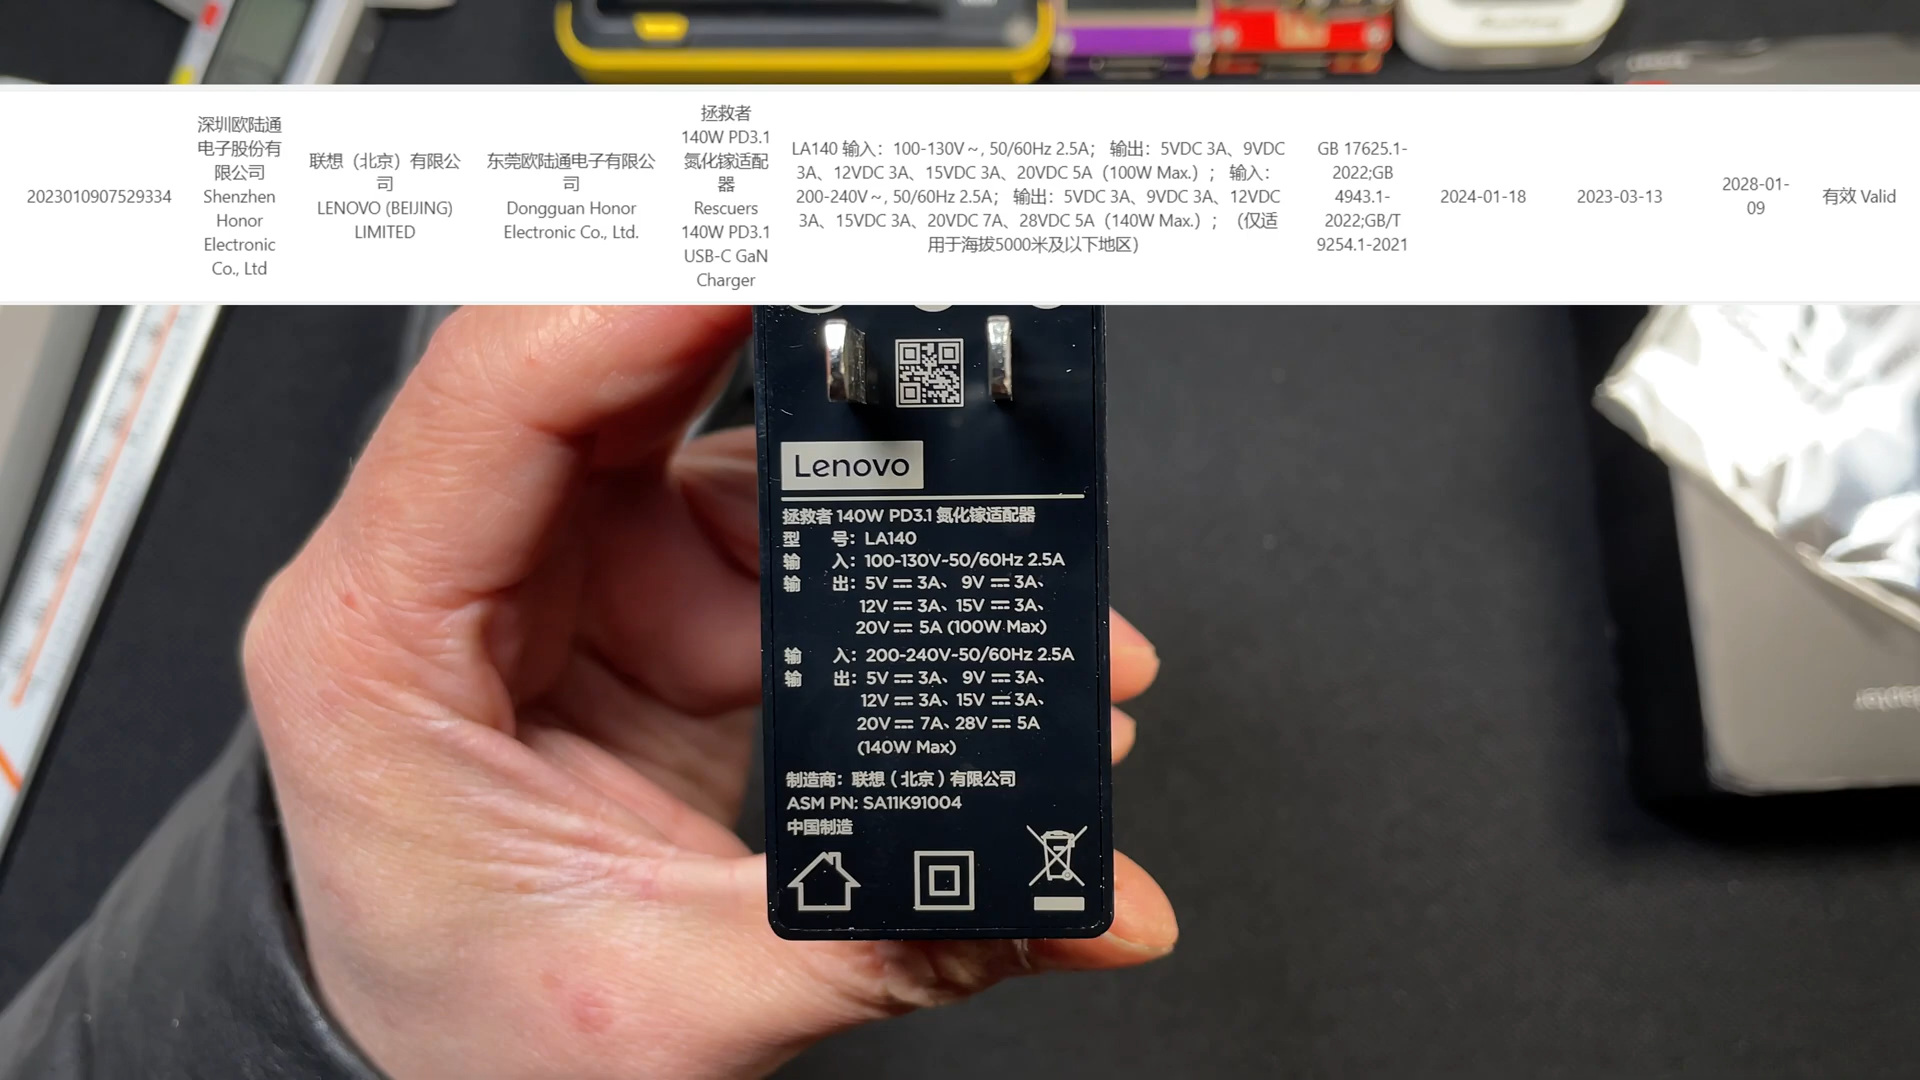 2023010907529334
深圳欧陆通
电子股份有
限公司
Shenzhen
Honor
Electronic
Co., Ltd
联想（北京）有限公
司
LENOVO (BEIJING)
LIMITED
东莞欧陆通电子有限公
司
Dongguan Honor
Electronic Co., Ltd.
拯救者
140W PD3.1
氮化镓适配
器
Rescuers
140W PD3.1
USB-C GaN
Charger
LA140 输入：100-130V～, 50/60Hz 2.5A； 输出：5VDC 3A、9VDC
3A、12VDC 3A、15VDC 3A、20VDC 5A（100W Max.）； 输入：
200-240V～, 50/60Hz 2.5A； 输出：5VDC 3A、9VDC 3A、12VDC
3A、15VDC 3A、20VDC 7A、28VDC 5A（140W Max.）；（仅适
用于海拔5000米及以下地区）
GB 17625.1-
2022;GB
4943.1-
2022;GB/T
9254.1-2021
2024-01-18
2023-03-13
2028-01-
09
有效 Valid
Lenovo
拯救者 140W PD3.1 氮化镓适配器
型 号：LA140
输 入：100-130V~50/60Hz 2.5A
输 出：5V ⎓ 3A、 9V ⎓ 3A、
12V ⎓ 3A、15V ⎓ 3A、
20V ⎓ 5A (100W Max)
输 入：200-240V~50/60Hz 2.5A
输 出：5V ⎓ 3A、 9V ⎓ 3A、
12V ⎓ 3A、15V ⎓ 3A、
20V ⎓ 7A、28V ⎓ 5A
(140W Max)
制造商：联想（北京）有限公司
ASM PN: SA11K91004
中国制造